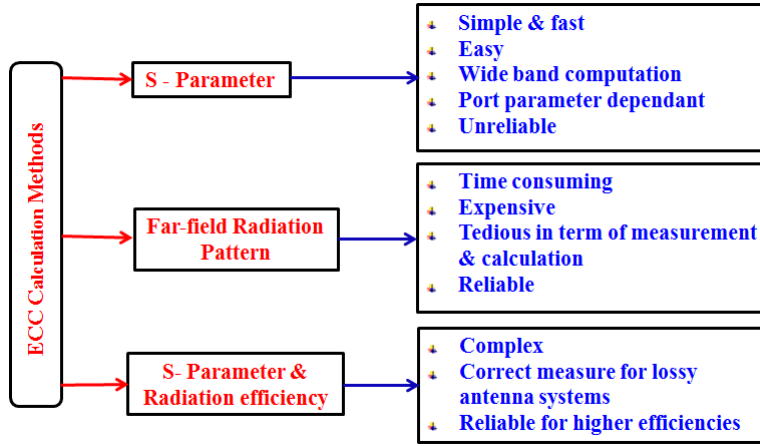 ECC Calculation Methods
S - Parameter
Simple & fast
Easy
Wide band computation
Port parameter dependant
Unreliable
Far-field Radiation
Pattern
Time consuming
Expensive
Tedious in term of measurement
& calculation
Reliable
S- Parameter &
Radiation efficiency
Complex
Correct measure for lossy
antenna systems
Reliable for higher efficiencies